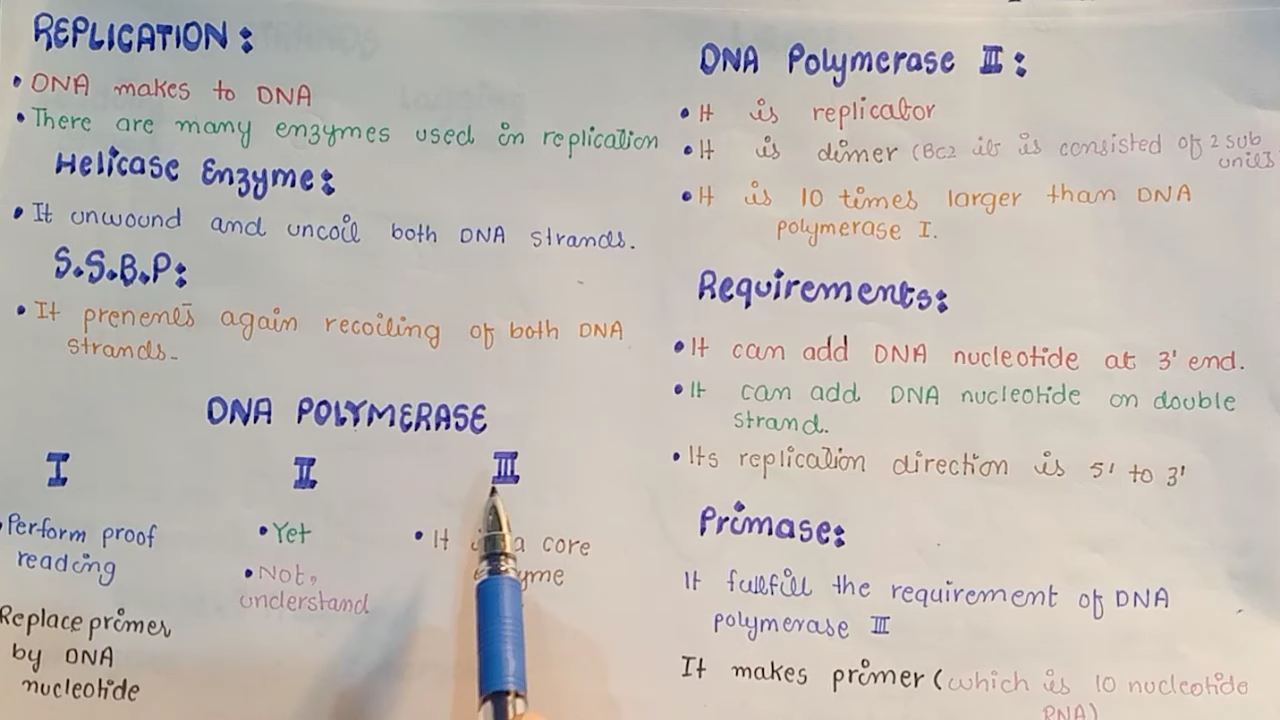 REPLICATION:
• DNA makes to DNA
• There are many enzymes used in replication
Helicase Enzyme:
• It unwound and uncoil both DNA strands.
S.S.B.P:
• It prenents again recoiling of both DNA
strands-
DNA POLYMERASE
I
II
III
Perform proof
reading
Replace primer
by DNA
nucleotide
• Yet
• Not,
understand
• It a core
DNA Polymerase III:
• It is replicator
• It is dimer (Bcz its is consisted of 2 sub
units
• It is 10 times larger than DNA
polymerase I.
Requirements:
• It can add DNA nucleotide at 3' end.
• It can add DNA nucleotide on double
strand.
• Its replication direction is 5' to 3'
Primase:
It fulfill the requirement of DNA
polymerase III
It makes primer (which is 10 nucleotide
RNA)